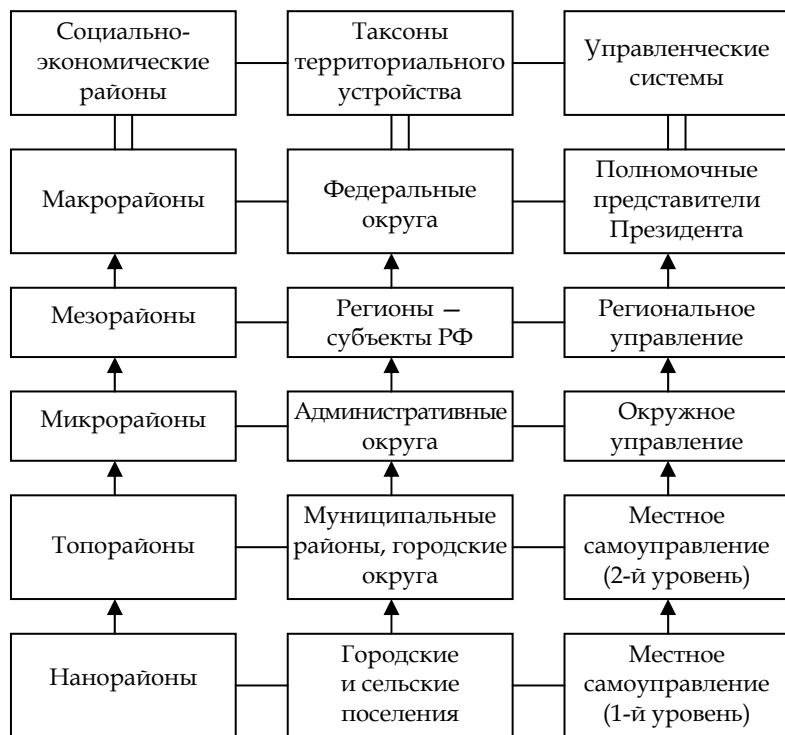 Социально-
экономические
районы
Таксоны
территориального
устройства
Управленческие
системы
Макрорайоны
Федеральные
округа
Полномочные
представители
Президента
Мезорайоны
Регионы —
субъекты РФ
Региональное
управление
Микрорайоны
Административные
округа
Окружное
управление
Топорайоны
Муниципальные
районы, городские
округа
Местное
самоуправление
(2-й уровень)
Нанорайоны
Городские
и сельские
поселения
Местное
самоуправление
(1-й уровень)